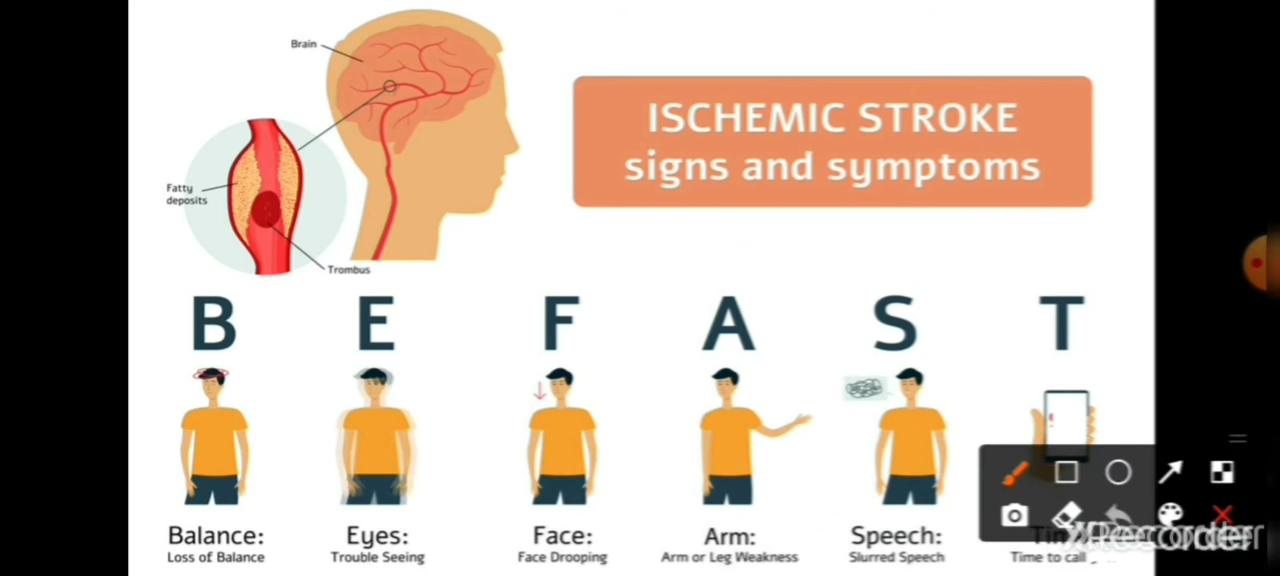 Brain
ISCHEMIC STROKE
signs and symptoms
Fatty
deposits
Trombus
B E F A S T
Balance:
Loss of Balance
Eyes:
Trouble Seeing
Face:
Face Drooping
Arm:
Arm or Leg Weakness
Speech:
Slurred Speech
Time to call
XRecorder